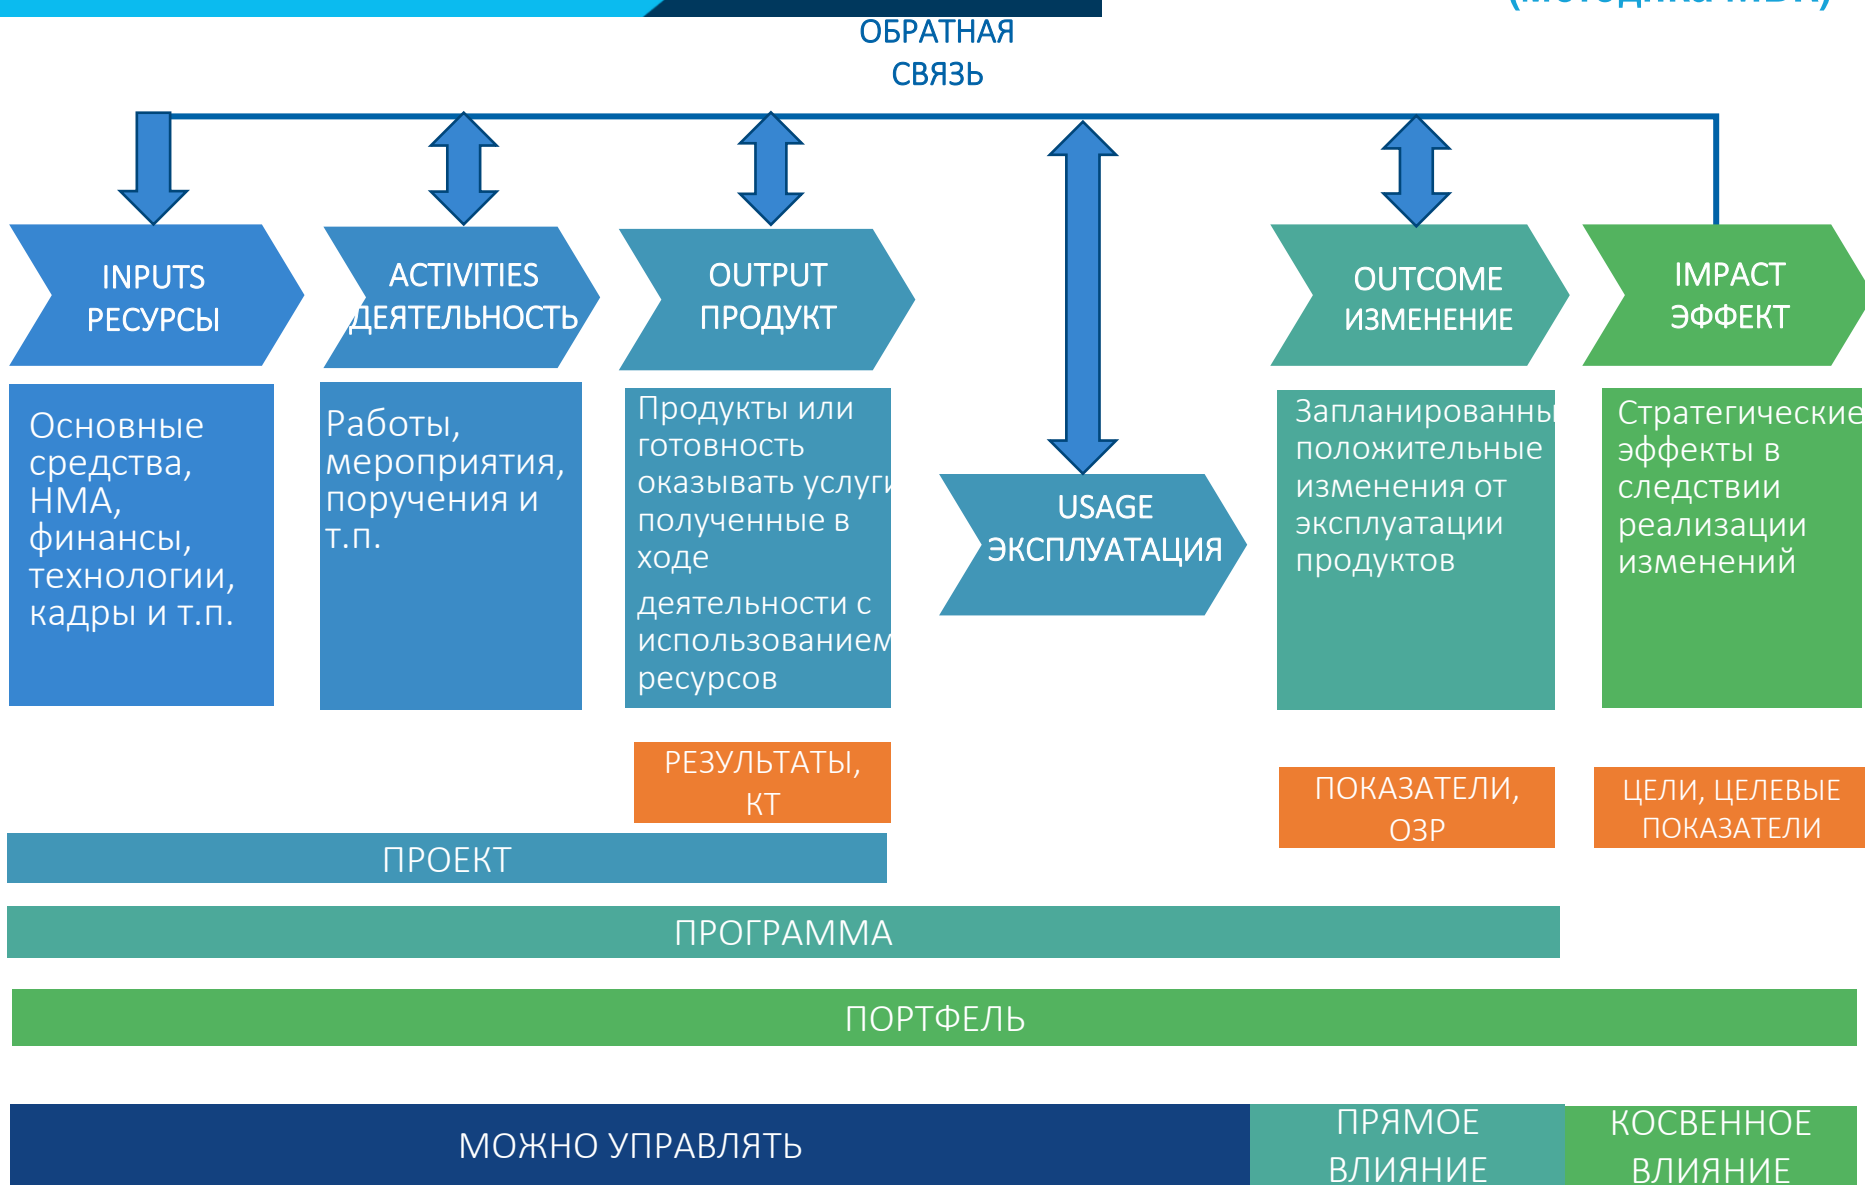 ОБРАТНАЯ
СВЯЗЬ
INPUTS
РЕСУРСЫ
ACTIVITIES
ДЕЯТЕЛЬНОСТЬ
OUTPUT
ПРОДУКТ
USAGE
ЭКСПЛУАТАЦИЯ
OUTCOME
ИЗМЕНЕНИЕ
IMPACT
ЭФФЕКТ
Основные
средства,
НМА,
финансы,
технологии,
кадры и т.п.
Работы,
мероприятия,
поручения и
т.п.
Продукты или
готовность
оказывать услуги
полученные в
ходе
деятельности с
использованием
ресурсов
Запланированны
положительные
изменения от
эксплуатации
продуктов
Стратегические
эффекты в
следствии
реализации
изменений
РЕЗУЛЬТАТЫ,
КТ
ПОКАЗАТЕЛИ,
ОЗР
ЦЕЛИ, ЦЕЛЕВЫЕ
ПОКАЗАТЕЛИ
ПРОЕКТ
ПРОГРАММА
ПОРТФЕЛЬ
МОЖНО УПРАВЛЯТЬ
ПРЯМОЕ
ВЛИЯНИЕ
КОСВЕННОЕ
ВЛИЯНИЕ